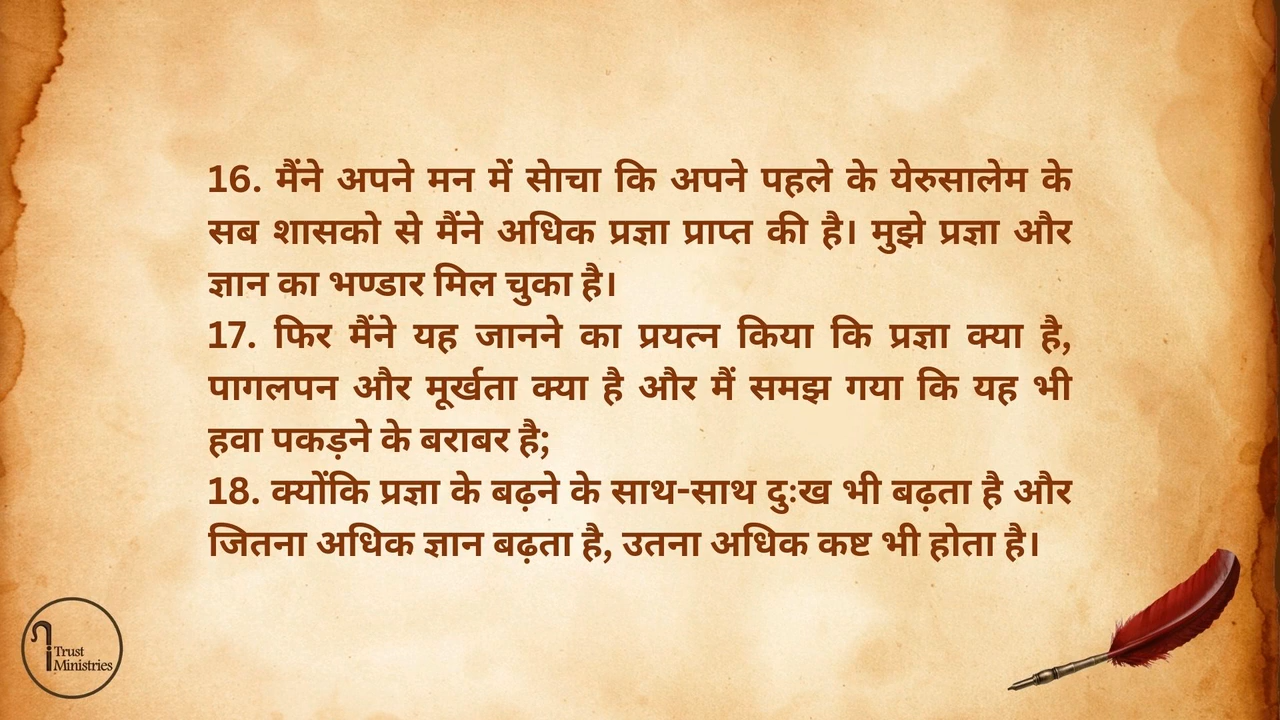 16. मैंने अपने मन में सेाचा कि अपने पहले के येरुसालेम के
सब शासको से मैंने अधिक प्रज्ञा प्राप्त की है। मुझे प्रज्ञा और
ज्ञान का भण्डार मिल चुका है।
17. फिर मैंने यह जानने का प्रयत्न किया कि प्रज्ञा क्या है,
पागलपन और मूर्खता क्या है और मैं समझ गया कि यह भी
हवा पकड़ने के बराबर है;
18. क्योंकि प्रज्ञा के बढ़ने के साथ-साथ दुःख भी बढ़ता है और
जितना अधिक ज्ञान बढ़ता है, उतना अधिक कष्ट भी होता है।
i Trust
Ministries